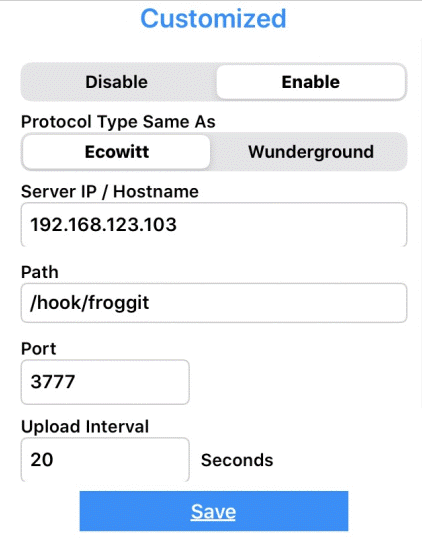 Customized
Disable Enable
Protocol Type Same As
Ecowitt Wunderground
Server IP / Hostname
192.168.123.103
Path
/hook/froggit
Port
3777
Upload Interval
20 Seconds
Save